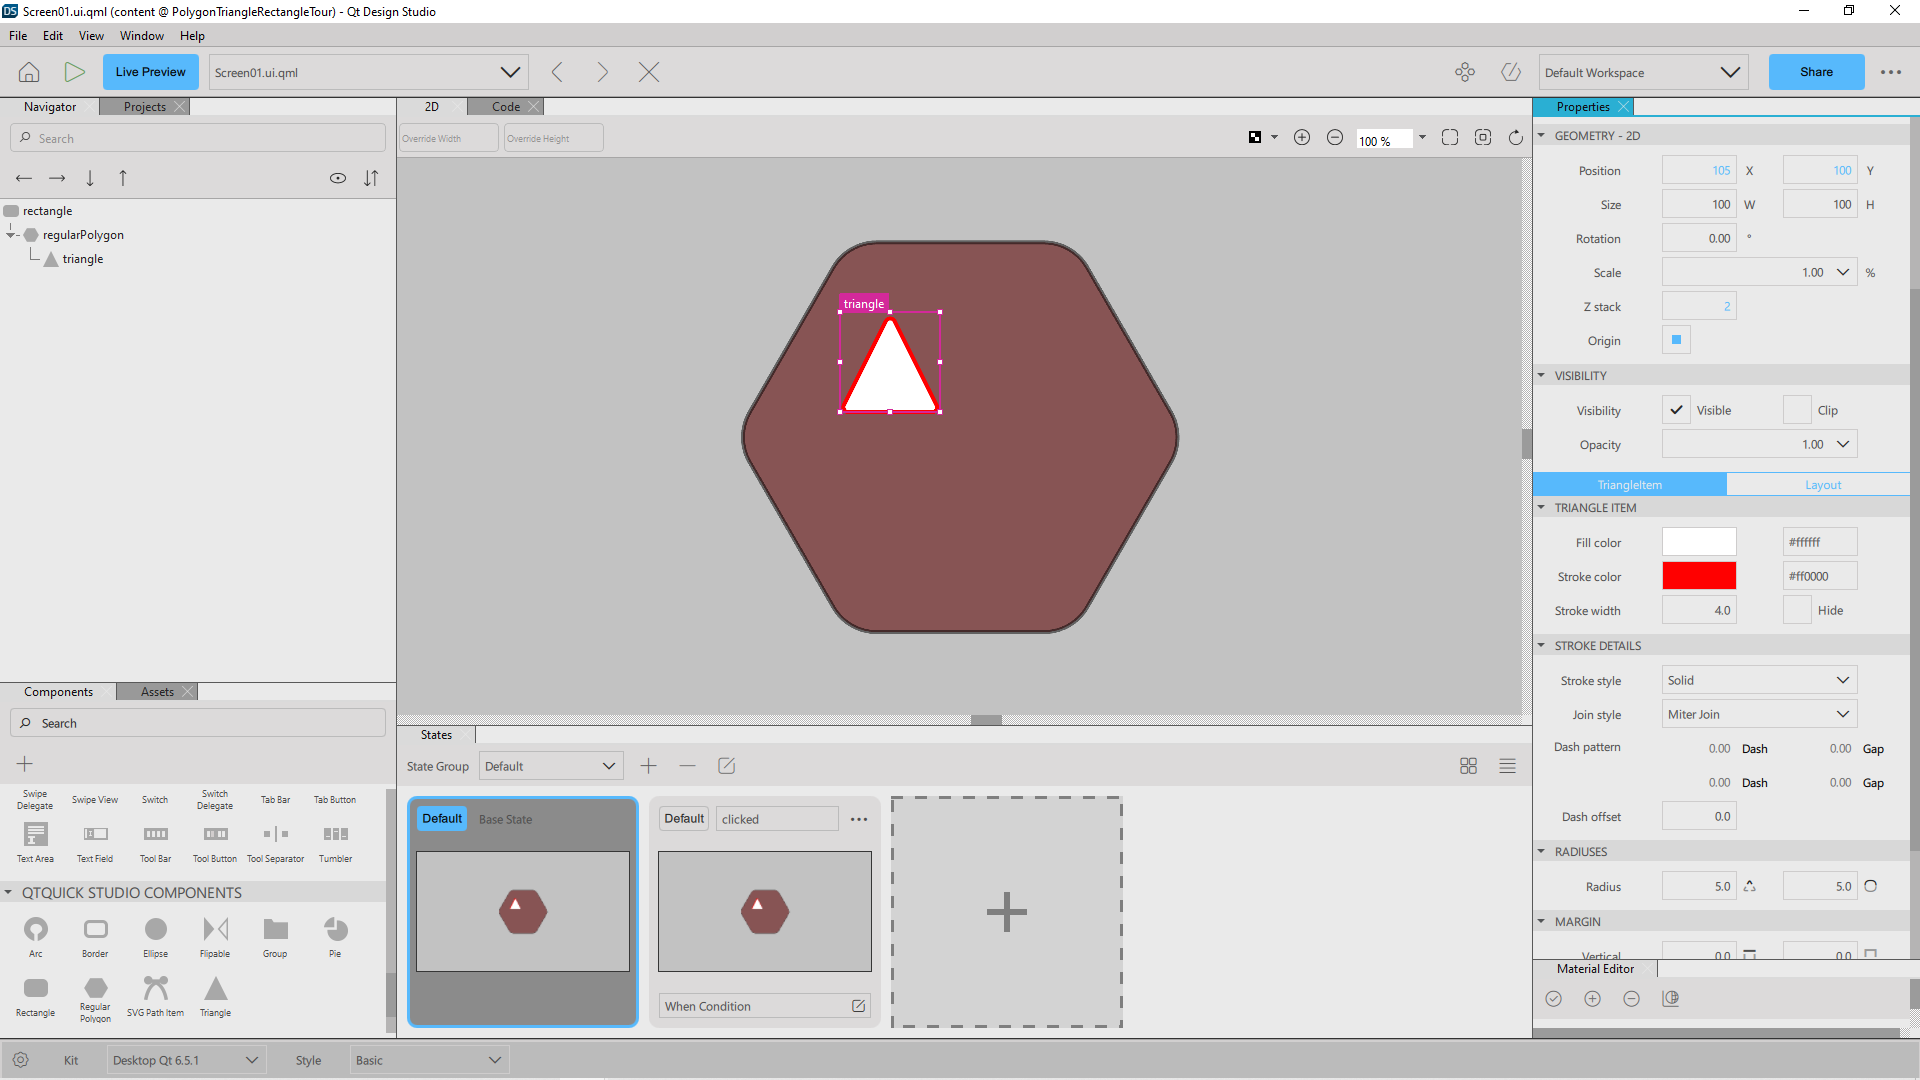 DS Screen01.ui.qml (content @ PolygonTriangleRectangleTour) - Qt Design Studio
File Edit View Window Help
Live Preview
Screen01.ui.qml
Default Workspace
Share
Navigator
Projects
2D
Code
Properties
Search
Override Width
Override Height
100 %
rectangle
regularPolygon
triangle
triangle
GEOMETRY - 2D
Position 105 X 100 Y
Size 100 W 100 H
Rotation 0.00 °
Scale 1.00 %
Z stack 2
Origin
VISIBILITY
Visibility Visible Clip
Opacity 1.00
TriangleItem Layout
TRIANGLE ITEM
Fill color #ffffff
Stroke color #ff0000
Stroke width 4.0 Hide
STROKE DETAILS
Stroke style Solid
Join style Miter Join
Dash pattern 0.00 Dash 0.00 Gap
0.00 Dash 0.00 Gap
Dash offset 0.0
RADIUSES
Radius 5.0 5.0
MARGIN
Vertical 0.0 0.0
Material Editor
Components
Assets
Search
Swipe Delegate
Swipe View
Switch
Switch Delegate
Tab Bar
Tab Button
Text Area
Text Field
Tool Bar
Tool Button
Tool Separator
Tumbler
QTQUICK STUDIO COMPONENTS
Arc
Border
Ellipse
Flipable
Group
Pie
Rectangle
Regular Polygon
SVG Path Item
Triangle
States
State Group Default
Default Base State
Default clicked
When Condition
Kit Desktop Qt 6.5.1 Style Basic